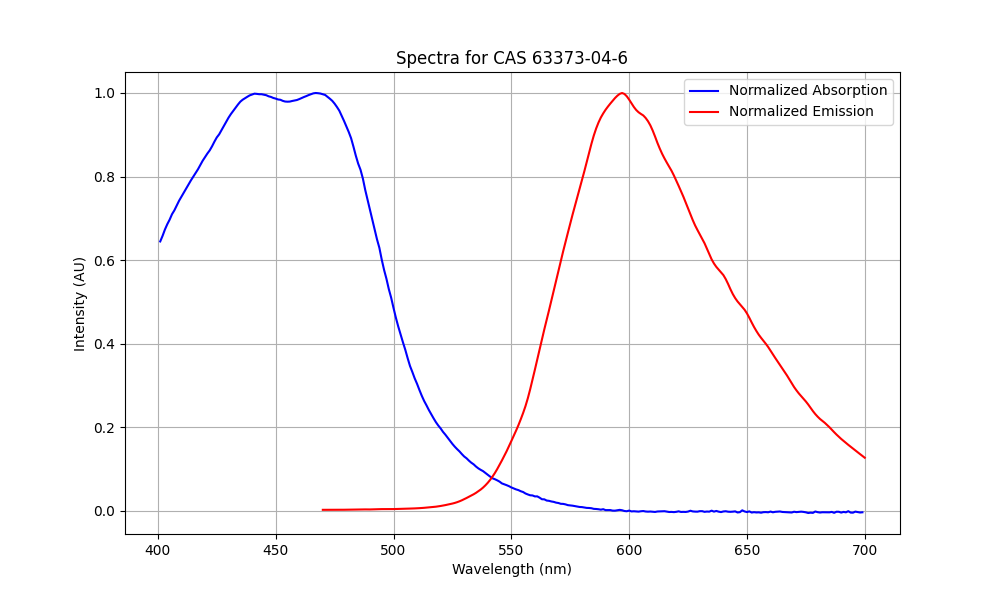 Spectra for CAS 63373-04-6
Normalized Absorption
Normalized Emission
Intensity (AU)
1.0
0.8
0.6
0.4
0.2
0.0
400 450 500 550 600 650 700
Wavelength (nm)